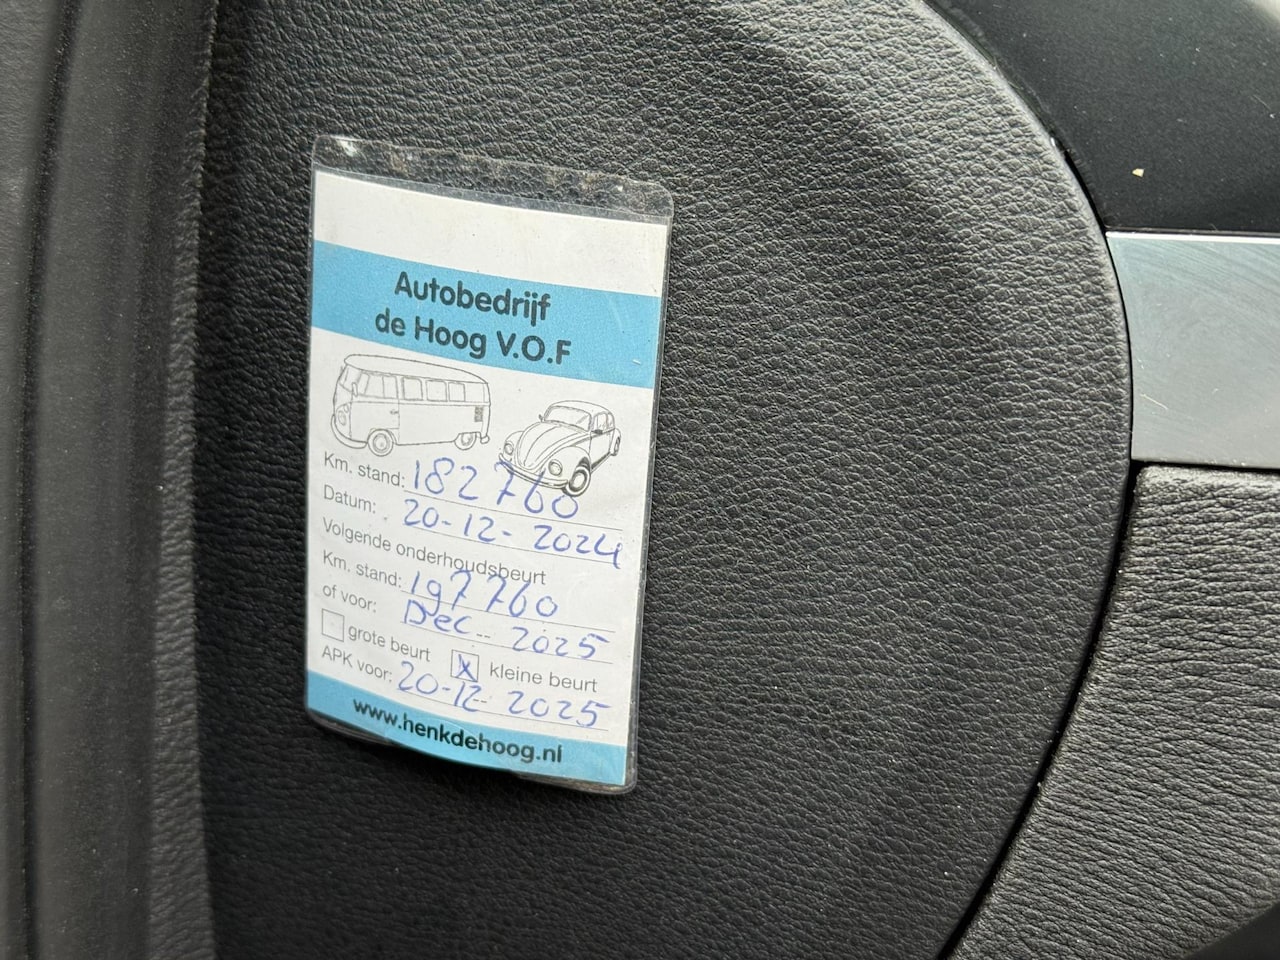 Autobedrijf
de Hoog V.O.F
Km. stand: 182760
Datum: 20-12-2024
Volgende onderhoudsbeurt
Km. stand: 197760
of voor: Dec-- 2025
grote beurt X kleine beurt
APK voor: 20-12-2025
www.henkdehoog.nl